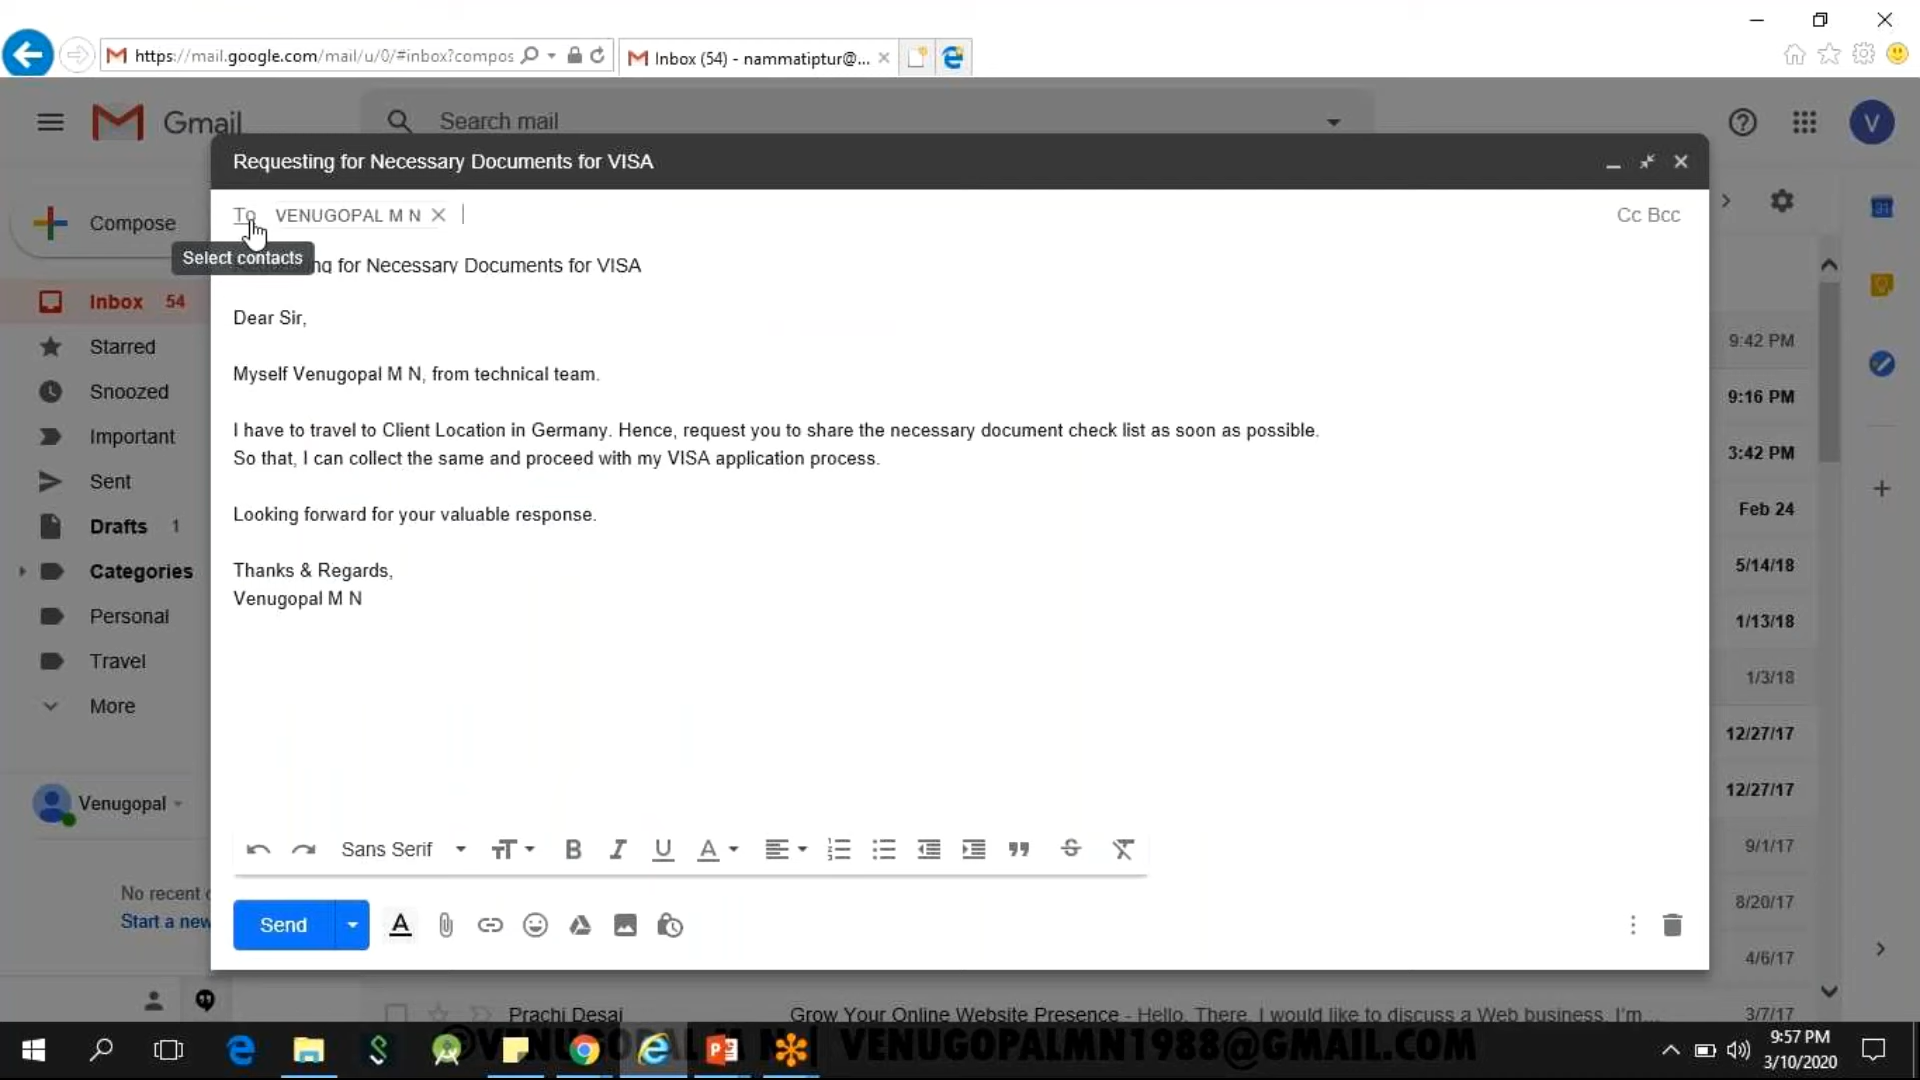 https://mail.google.com/mail/u/0/#inbox?compos
Inbox (54) - nammatiptur@...
Gmail
Search mail
V
Requesting for Necessary Documents for VISA
To VENUGOPAL M N
Cc Bcc
Select contacts
for Necessary Documents for VISA
Dear Sir,
Myself Venugopal M N, from technical team.
I have to travel to Client Location in Germany. Hence, request you to share the necessary document check list as soon as possible.
So that, I can collect the same and proceed with my VISA application process.
Looking forward for your valuable response.
Thanks & Regards,
Venugopal M N
Sans Serif
Send
Compose
Inbox 54
Starred
Snoozed
Important
Sent
Drafts 1
Categories
Personal
Travel
More
Venugopal
No recent
Start a new
9:42 PM
9:16 PM
3:42 PM
Feb 24
5/14/18
1/13/18
1/3/18
12/27/17
12/27/17
9/1/17
8/20/17
4/6/17
31
Prachi Desai Grow Your Online Website Presence - Hello, There, I would like to discuss a Web business, I'm... 3/7/17
©VENUGOPAL M N | VENUGOPALMN1988@GMAIL.COM
9:57 PM
3/10/2020